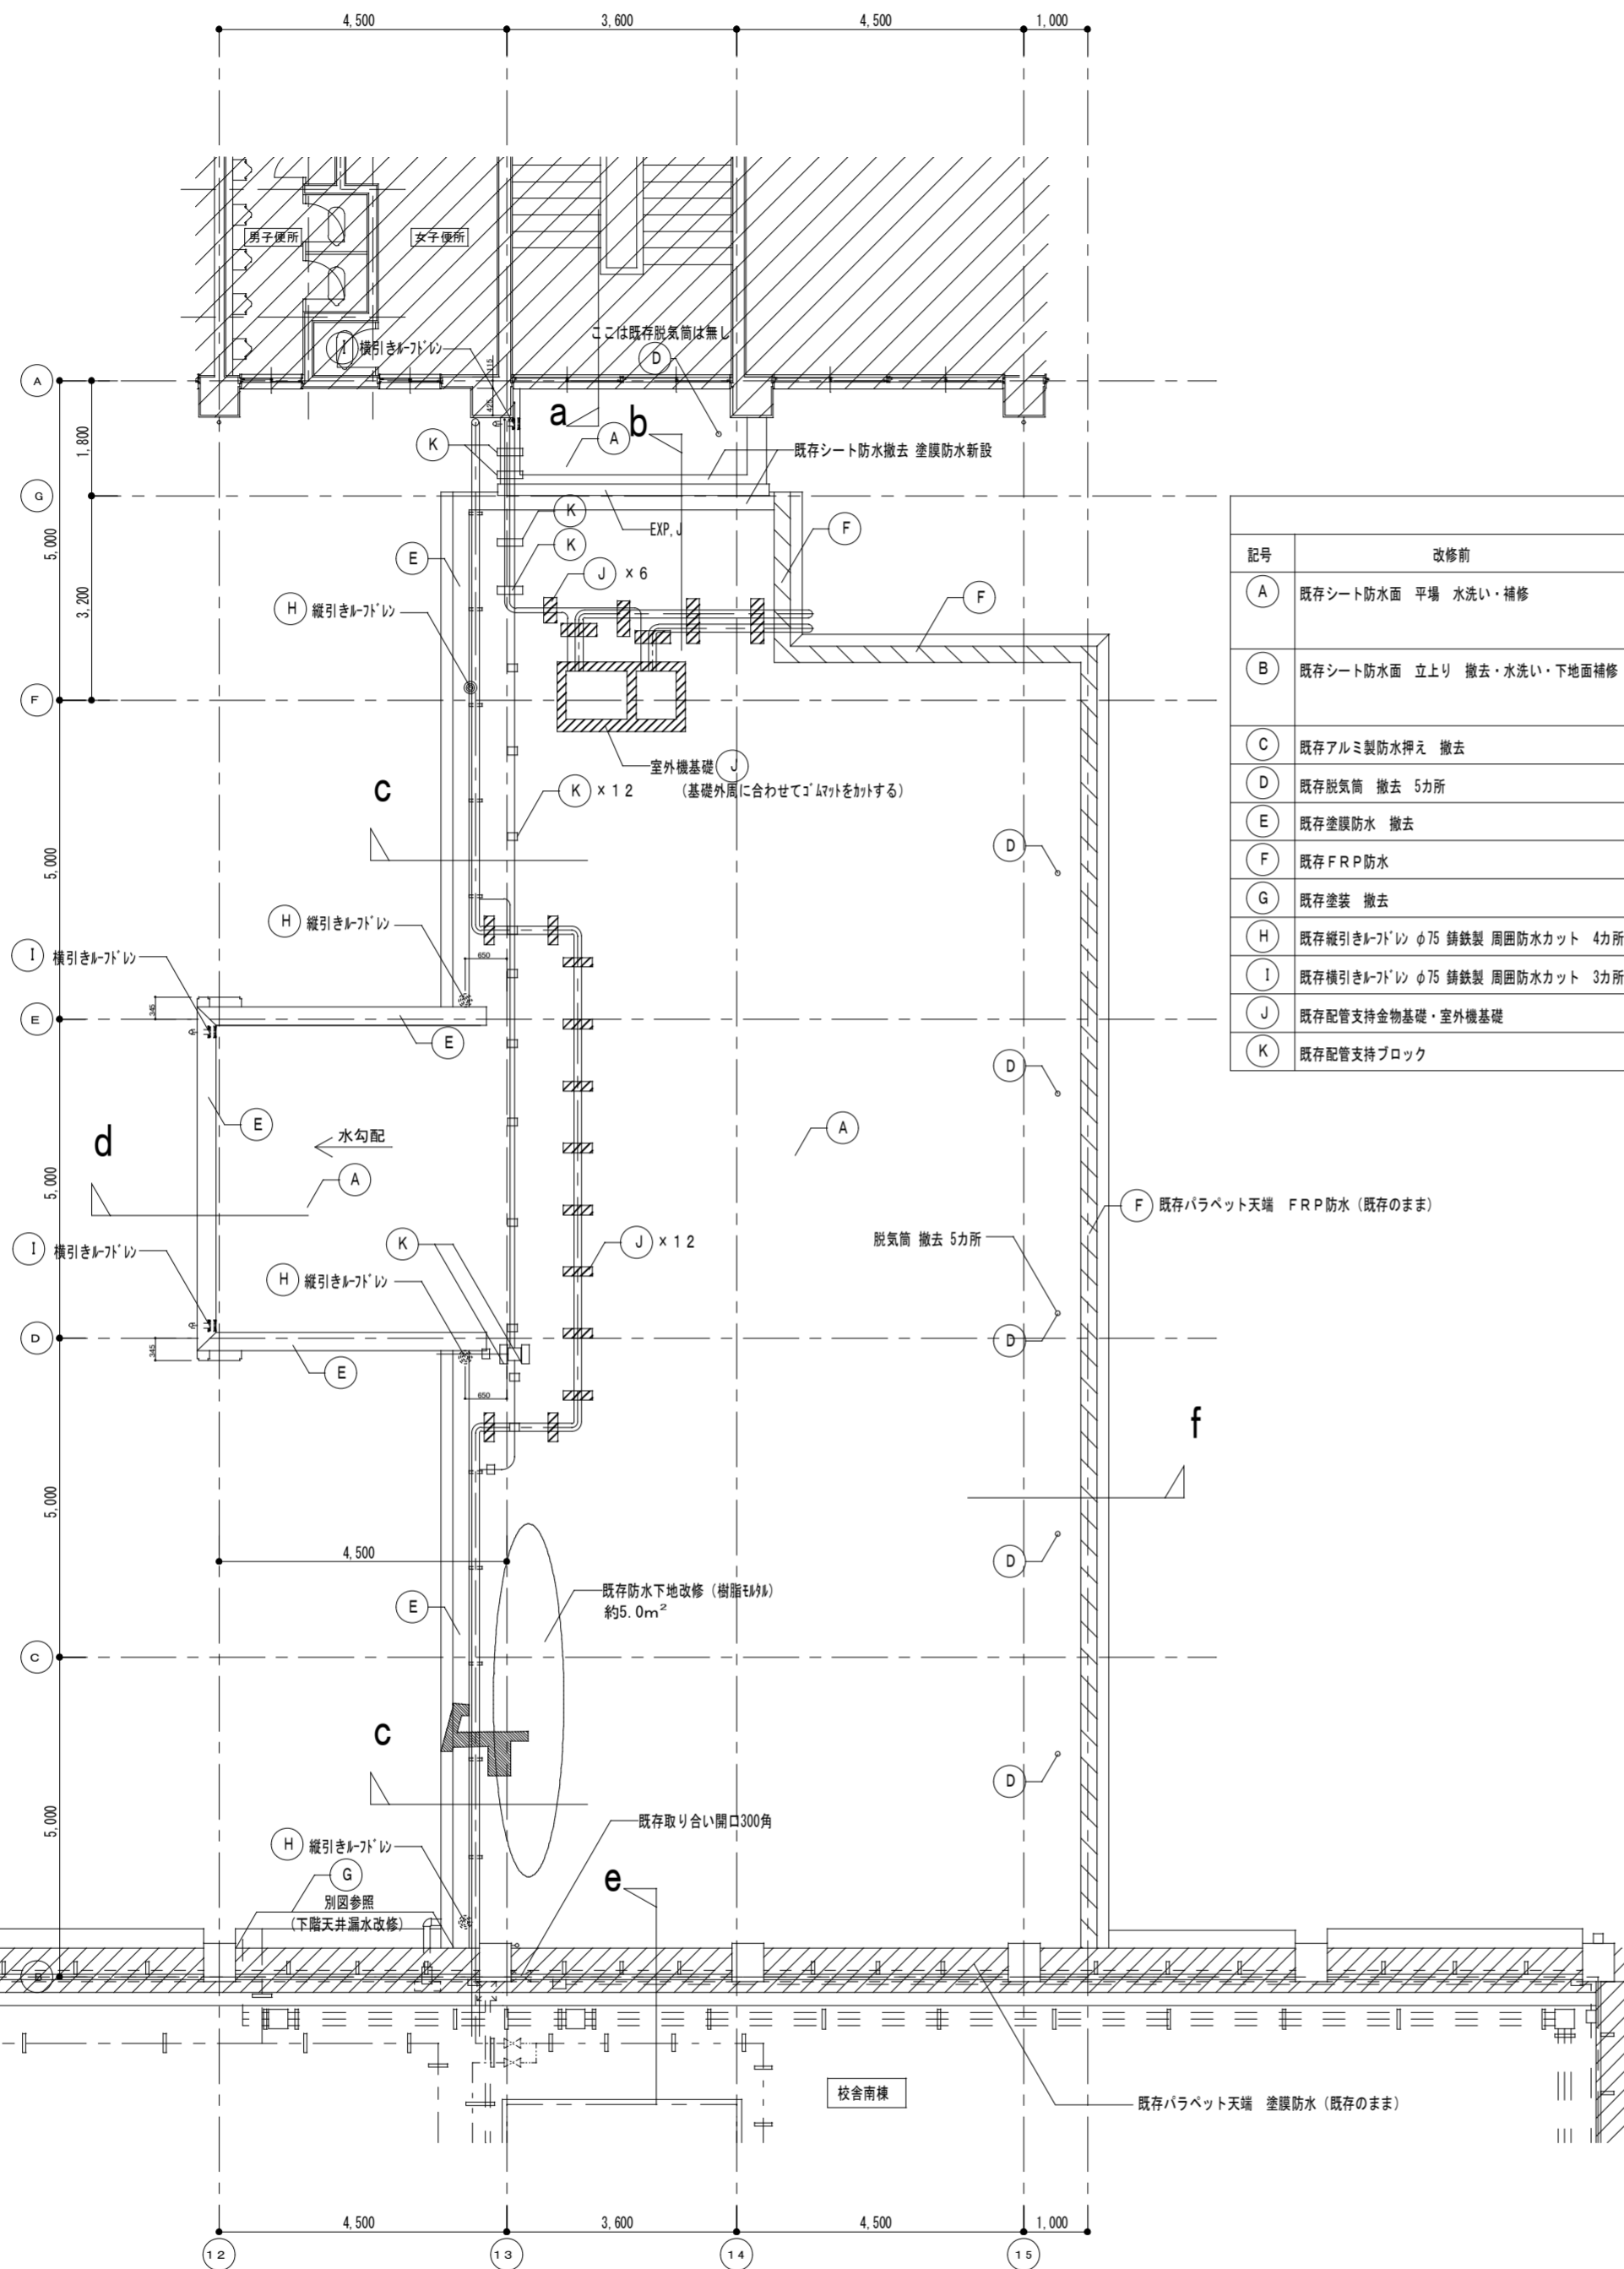 4,500
3,600
4,500
1,000
男子便所
女子便所
ここは既存脱気筒は無し
I 横引きルーフドレン
D
115
425
A
1,800
a
b
A
K
既存シート防水撤去 塗膜防水新設
G
5,000
K
EXP,J
F
E
K
J ×6
3,200
H 縦引きルーフドレン
F
F
室外機基礎 J
K ×12 (基礎外周に合わせてゴムマットをカットする)
c
D
5,000
H 縦引きルーフドレン
I 横引きルーフドレン
650
345
E
E
D
E
d
水勾配
A
A
5,000
F 既存パラペット天端 FRP防水(既存のまま)
脱気筒 撤去 5カ所
K
J ×12
I 横引きルーフドレン
H 縦引きルーフドレン
D
D
345
E
650
f
5,000
4,500
D
既存防水下地改修(樹脂モルタル)
約5.0m²
E
C
c
D
5,000
既存取り合い開口300角
H 縦引きルーフドレン
G
別図参照
(下階天井漏水改修)
e
B
校舎南棟
既存パラペット天端 塗膜防水(既存のまま)
4,500
3,600
4,500
1,000
12
13
14
15
記号 改修前
A 既存シート防水面 平場 水洗い・補修
B 既存シート防水面 立上り 撤去・水洗い・下地面補修
C 既存アルミ製防水押え 撤去
D 既存脱気筒 撤去 5カ所
E 既存塗膜防水 撤去
F 既存FRP防水
G 既存塗装 撤去
H 既存縦引きルーフドレン φ75 鋳鉄製 周囲防水カット 4カ所
I 既存横引きルーフドレン φ75 鋳鉄製 周囲防水カット 3カ所
J 既存配管支持金物基礎・室外機基礎
K 既存配管支持ブロック